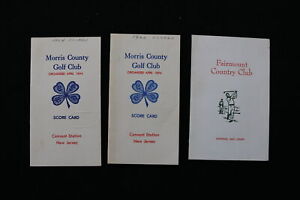 Morris County
Golf Club
ORGANIZED APRIL 1894
SCORE CARD
Convent Station
New Jersey
Morris County
Golf Club
ORGANIZED APRIL 1894
SCORE CARD
Convent Station
New Jersey
Fairmount
Country Club